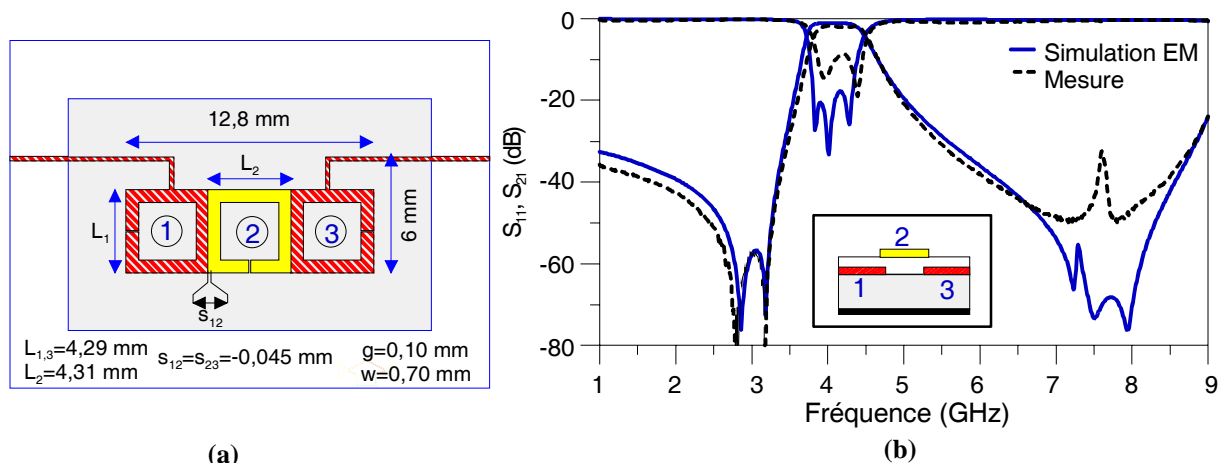 12,8 mm
L2
L1
1
2
3
6 mm
s12
L1,3=4,29 mm
L2=4,31 mm
s12=s23=-0,045 mm
g=0,10 mm
w=0,70 mm
(a)
b)
0
-20
-40
-60
-80
S11, S21 (dB)
Simulation EM
Mesure
2
1
3
1 2 3 4 5 6 7 8 9
Fréquence (GHz)
(b)